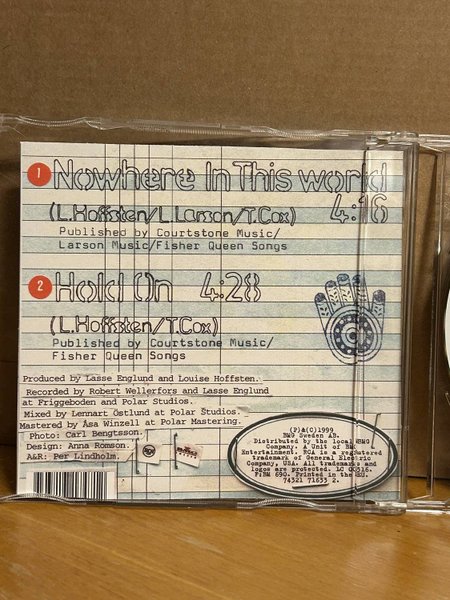 1 Nowhere In This world
4:16
(L.Hoffsten/L.Larson/T.Cox)
Published by Courtstone Music/
Larson Music/Fisher Queen Songs
2 Hold On 4:28
(L.Hoffsten/T.Cox)
Published by Courtstone Music/
Fisher Queen Songs
Produced by Lasse Englund and Louise Hoffsten.
Recorded by Robert Wellerfors and Lasse Englund
at Friggeboden and Polar Studios.
Mixed by Lennart Östlund at Polar Studios.
Mastered by Åsa Winzell at Polar Mastering.
Photo: Carl Bengtsson.
Design: Anna Romson.
A&R: Per Lindholm.
(P)&(C)1999
BMG Sweden AB.
Distributed by the local BMG
Company. A Unit of BMG
Entertainment. RCA is a registered
trademark of General Electric
Company, USA. All trademarks and
logos are protected. LC 00316.
F:BM 690. Printed in the EU.
74321 71633 2.